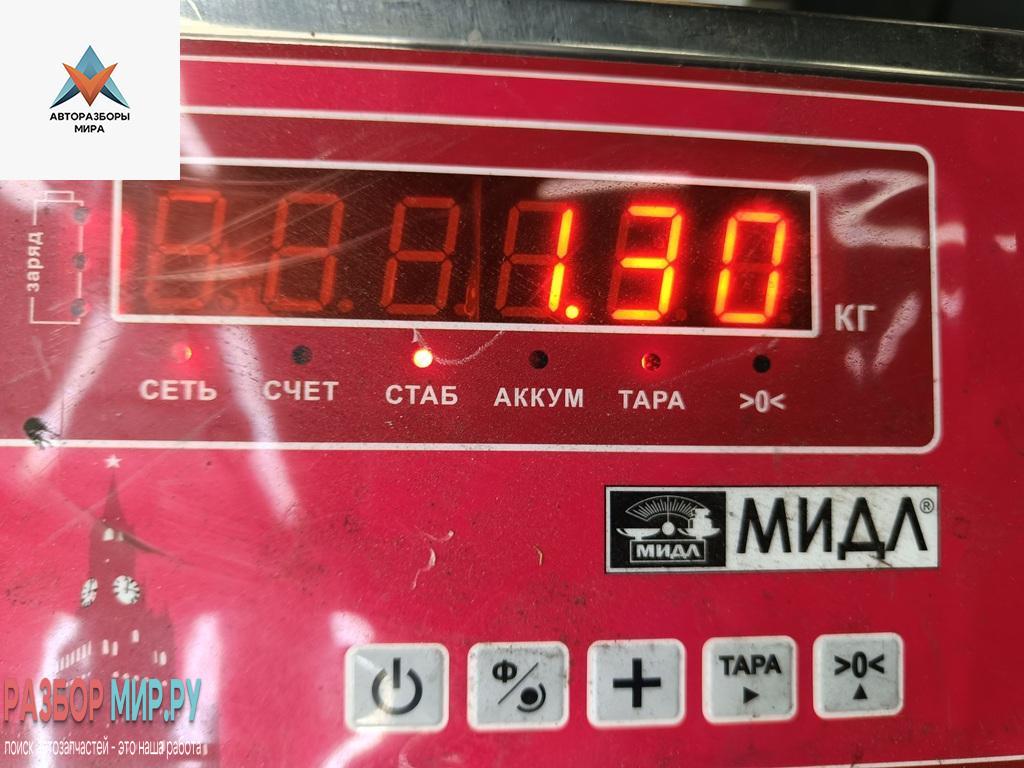 АВТОРАЗБОРЫ
МИРА
заряд
1.30
КГ
СЕТЬ СЧЕТ СТАБ АККУМ ТАРА >0<
МИДЛ МИДЛ®
Ф ТАРА >0<
РАЗБОР МИР.РУ
поиск автозапчастей - это наша работа